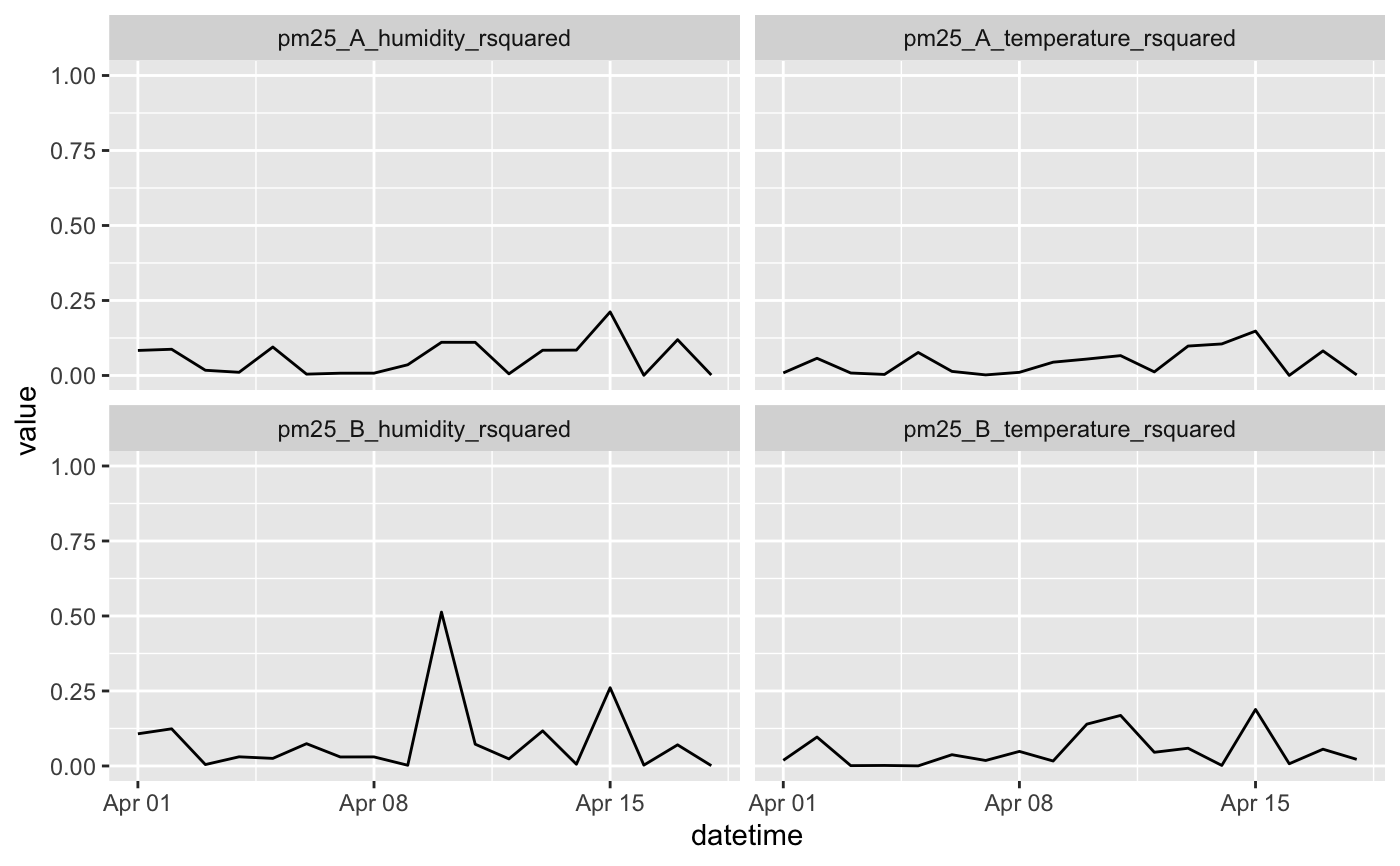 pm25_A_humidity_rsquared
pm25_A_temperature_rsquared
1.00
0.75
0.50
0.25
0.00
value
pm25_B_humidity_rsquared
pm25_B_temperature_rsquared
1.00
0.75
0.50
0.25
0.00
Apr 01
Apr 08
Apr 15
Apr 01
Apr 08
Apr 15
datetime